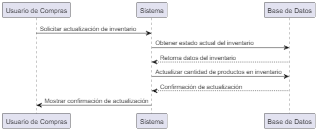 Usuario de Compras
Sistema
Base de Datos
Solicitar actualización de inventario
Obtener estado actual del inventario
Retorna datos del inventario
Actualizar cantidad de productos en inventario
Confirmación de actualización
Mostrar confirmación de actualización
Usuario de Compras
Sistema
Base de Datos